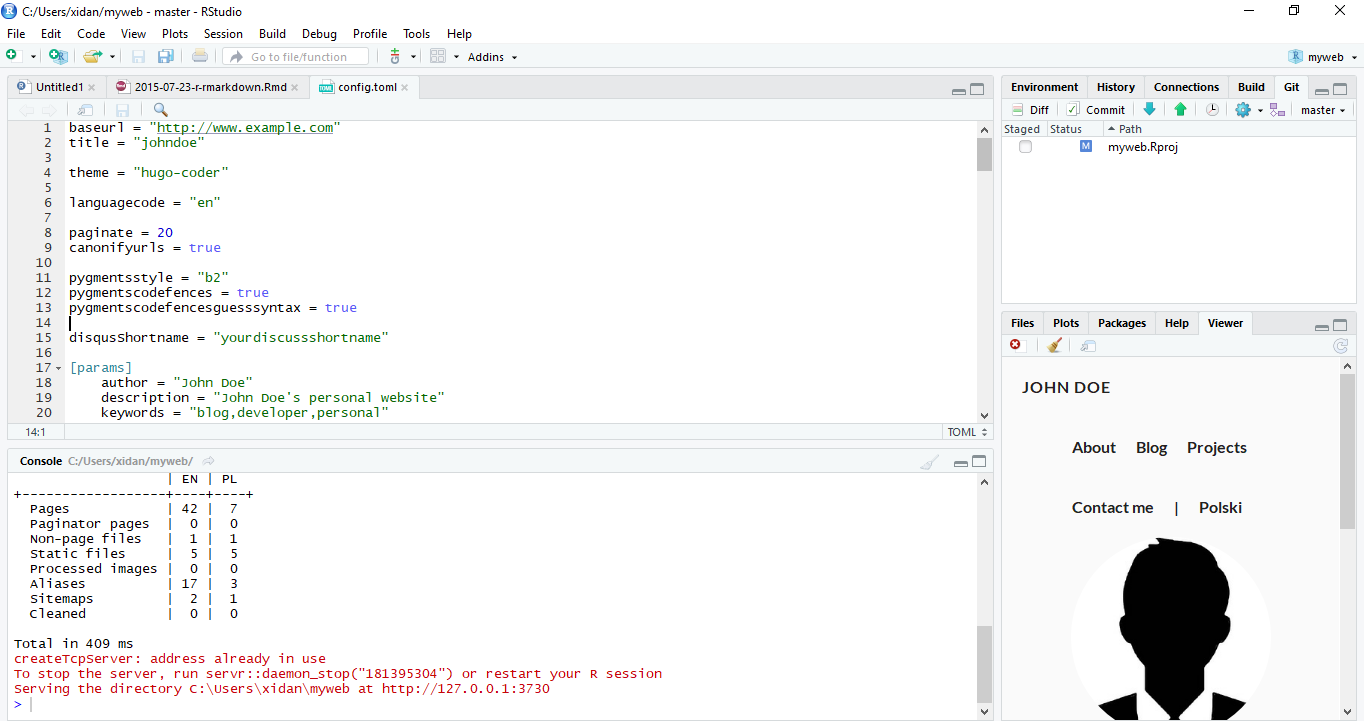 C:/Users/xidan/myweb - master - RStudio
File Edit Code View Plots Session Build Debug Profile Tools Help
Go to file/function Addins myweb
Untitled1 2015-07-23-r-rmarkdown.Rmd config.toml
1 baseurl = "http://www.example.com"
2 title = "johndoe"
3
4 theme = "hugo-coder"
5
6 languagecode = "en"
7
8 paginate = 20
9 canonifyurls = true
10
11 pygmentsstyle = "b2"
12 pygmentscodefences = true
13 pygmentscodefencesguesssyntax = true
14
15 disqusShortname = "yourdiscussshortname"
16
17 [params]
18 author = "John Doe"
19 description = "John Doe's personal website"
20 keywords = "blog,developer,personal"
14:1 TOML
Console C:/Users/xidan/myweb/
| EN | PL
+------------------+----+----+
Pages | 42 | 7
Paginator pages | 0 | 0
Non-page files | 1 | 1
Static files | 5 | 5
Processed images | 0 | 0
Aliases | 17 | 3
Sitemaps | 2 | 1
Cleaned | 0 | 0
Total in 409 ms
createTcpServer: address already in use
To stop the server, run servr::daemon_stop("181395304") or restart your R session
Serving the directory C:\Users\xidan\myweb at http://127.0.0.1:3730
>
Environment History Connections Build Git
Diff Commit master
Staged Status Path
M myweb.Rproj
Files Plots Packages Help Viewer
JOHN DOE
About Blog Projects
Contact me | Polski